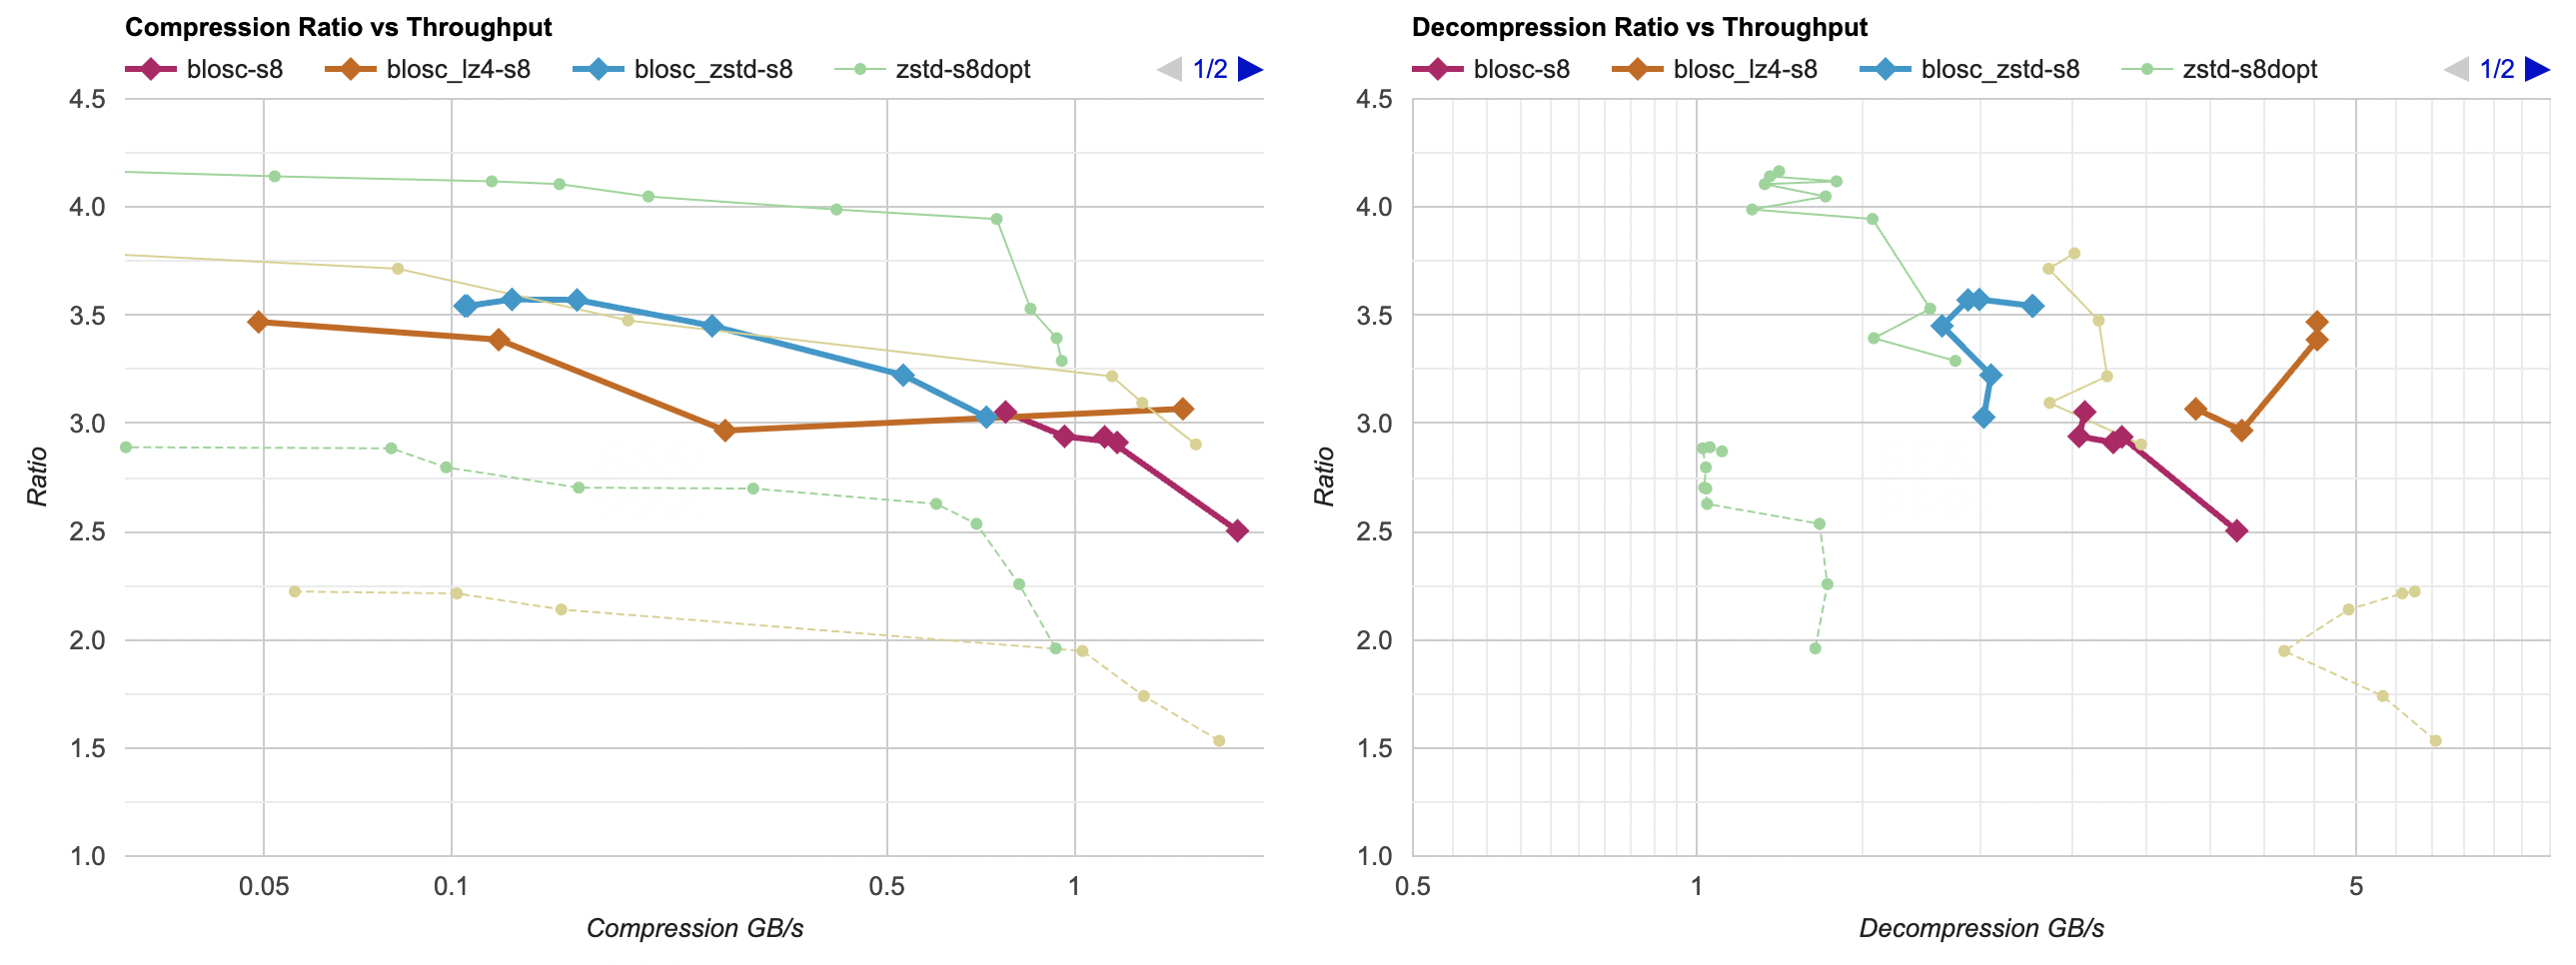 Compression Ratio vs Throughput
blosc-s8 blosc_lz4-s8 blosc_zstd-s8 zstd-s8dopt 1/2
4.5
4.0
3.5
3.0
2.5
2.0
1.5
1.0
Ratio
0.05 0.1 0.5 1
Compression GB/s
Decompression Ratio vs Throughput
blosc-s8 blosc_lz4-s8 blosc_zstd-s8 zstd-s8dopt 1/2
4.5
4.0
3.5
3.0
2.5
2.0
1.5
1.0
Ratio
0.5 1 5
Decompression GB/s